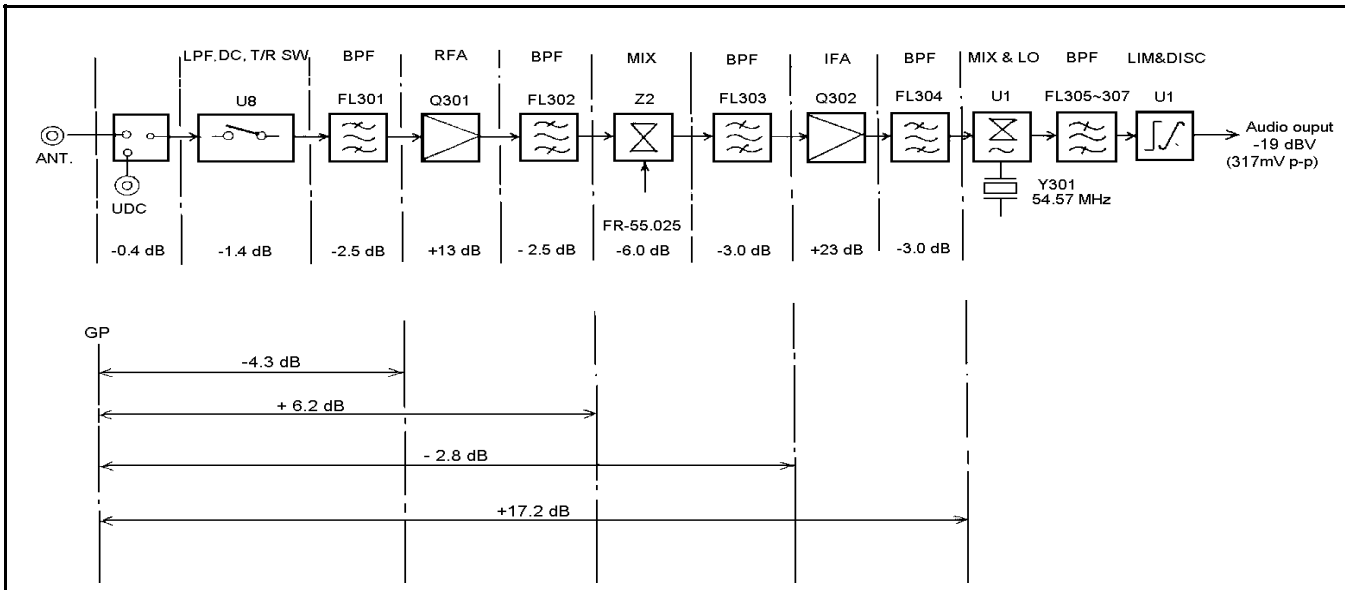 LPF, DC, T/R SW BPF RFA BPF MIX BPF IFA BPF MIX & LO BPF LIM&DISC
U8 FL301 Q301 FL302 Z2 FL303 Q302 FL304 U1 FL305~307 U1
ANT.
UDC
Audio ouput
-19 dBV
(317mV p-p)
Y301
54.57 MHz
FR-55.025
-0.4 dB -1.4 dB -2.5 dB +13 dB - 2.5 dB -6.0 dB -3.0 dB +23 dB -3.0 dB
GP
-4.3 dB
+ 6.2 dB
- 2.8 dB
+17.2 dB